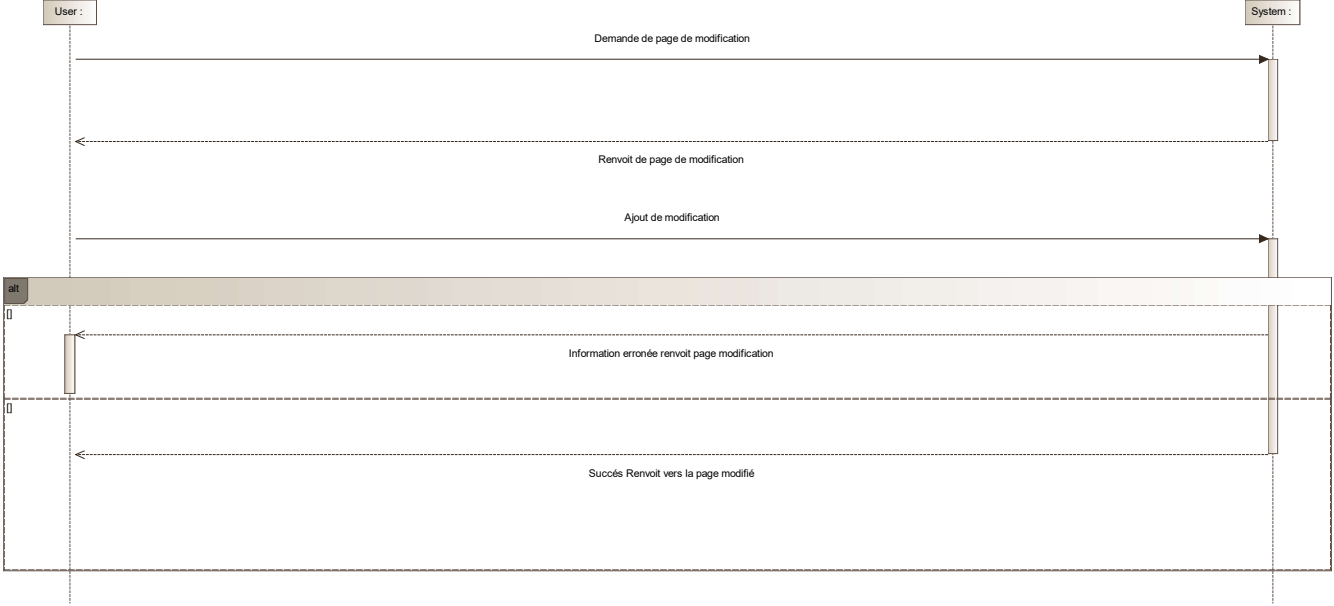 User :
System :
Demande de page de modification
Renvoit de page de modification
Ajout de modification
alt
[]
Information erronée renvoit page modification
[]
Succés Renvoit vers la page modifié